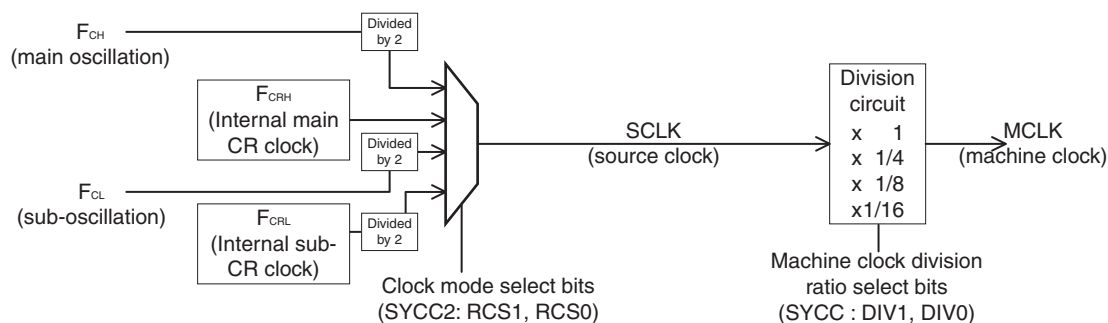 FCH
(main oscillation)
Divided
by 2
FCRH
(Internal main
CR clock)
Divided
by 2
FCL
(sub-oscillation)
FCRL
(Internal sub-
CR clock)
Divided
by 2
Clock mode select bits
(SYCC2: RCS1, RCS0)
SCLK
(source clock)
Division
circuit
x 1
x 1/4
x 1/8
x1/16
MCLK
(machine clock)
Machine clock division
ratio select bits
(SYCC : DIV1, DIV0)